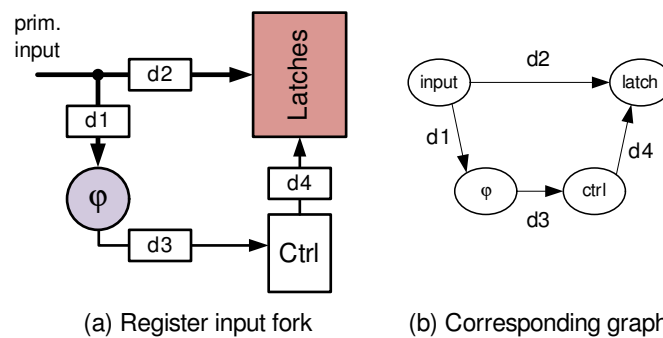 prim.
input
d2
d1
φ
d3
Ctrl
d4
Latches
(a) Register input fork
input
d2
latch
d1
d4
φ
ctrl
d3
(b) Corresponding graph